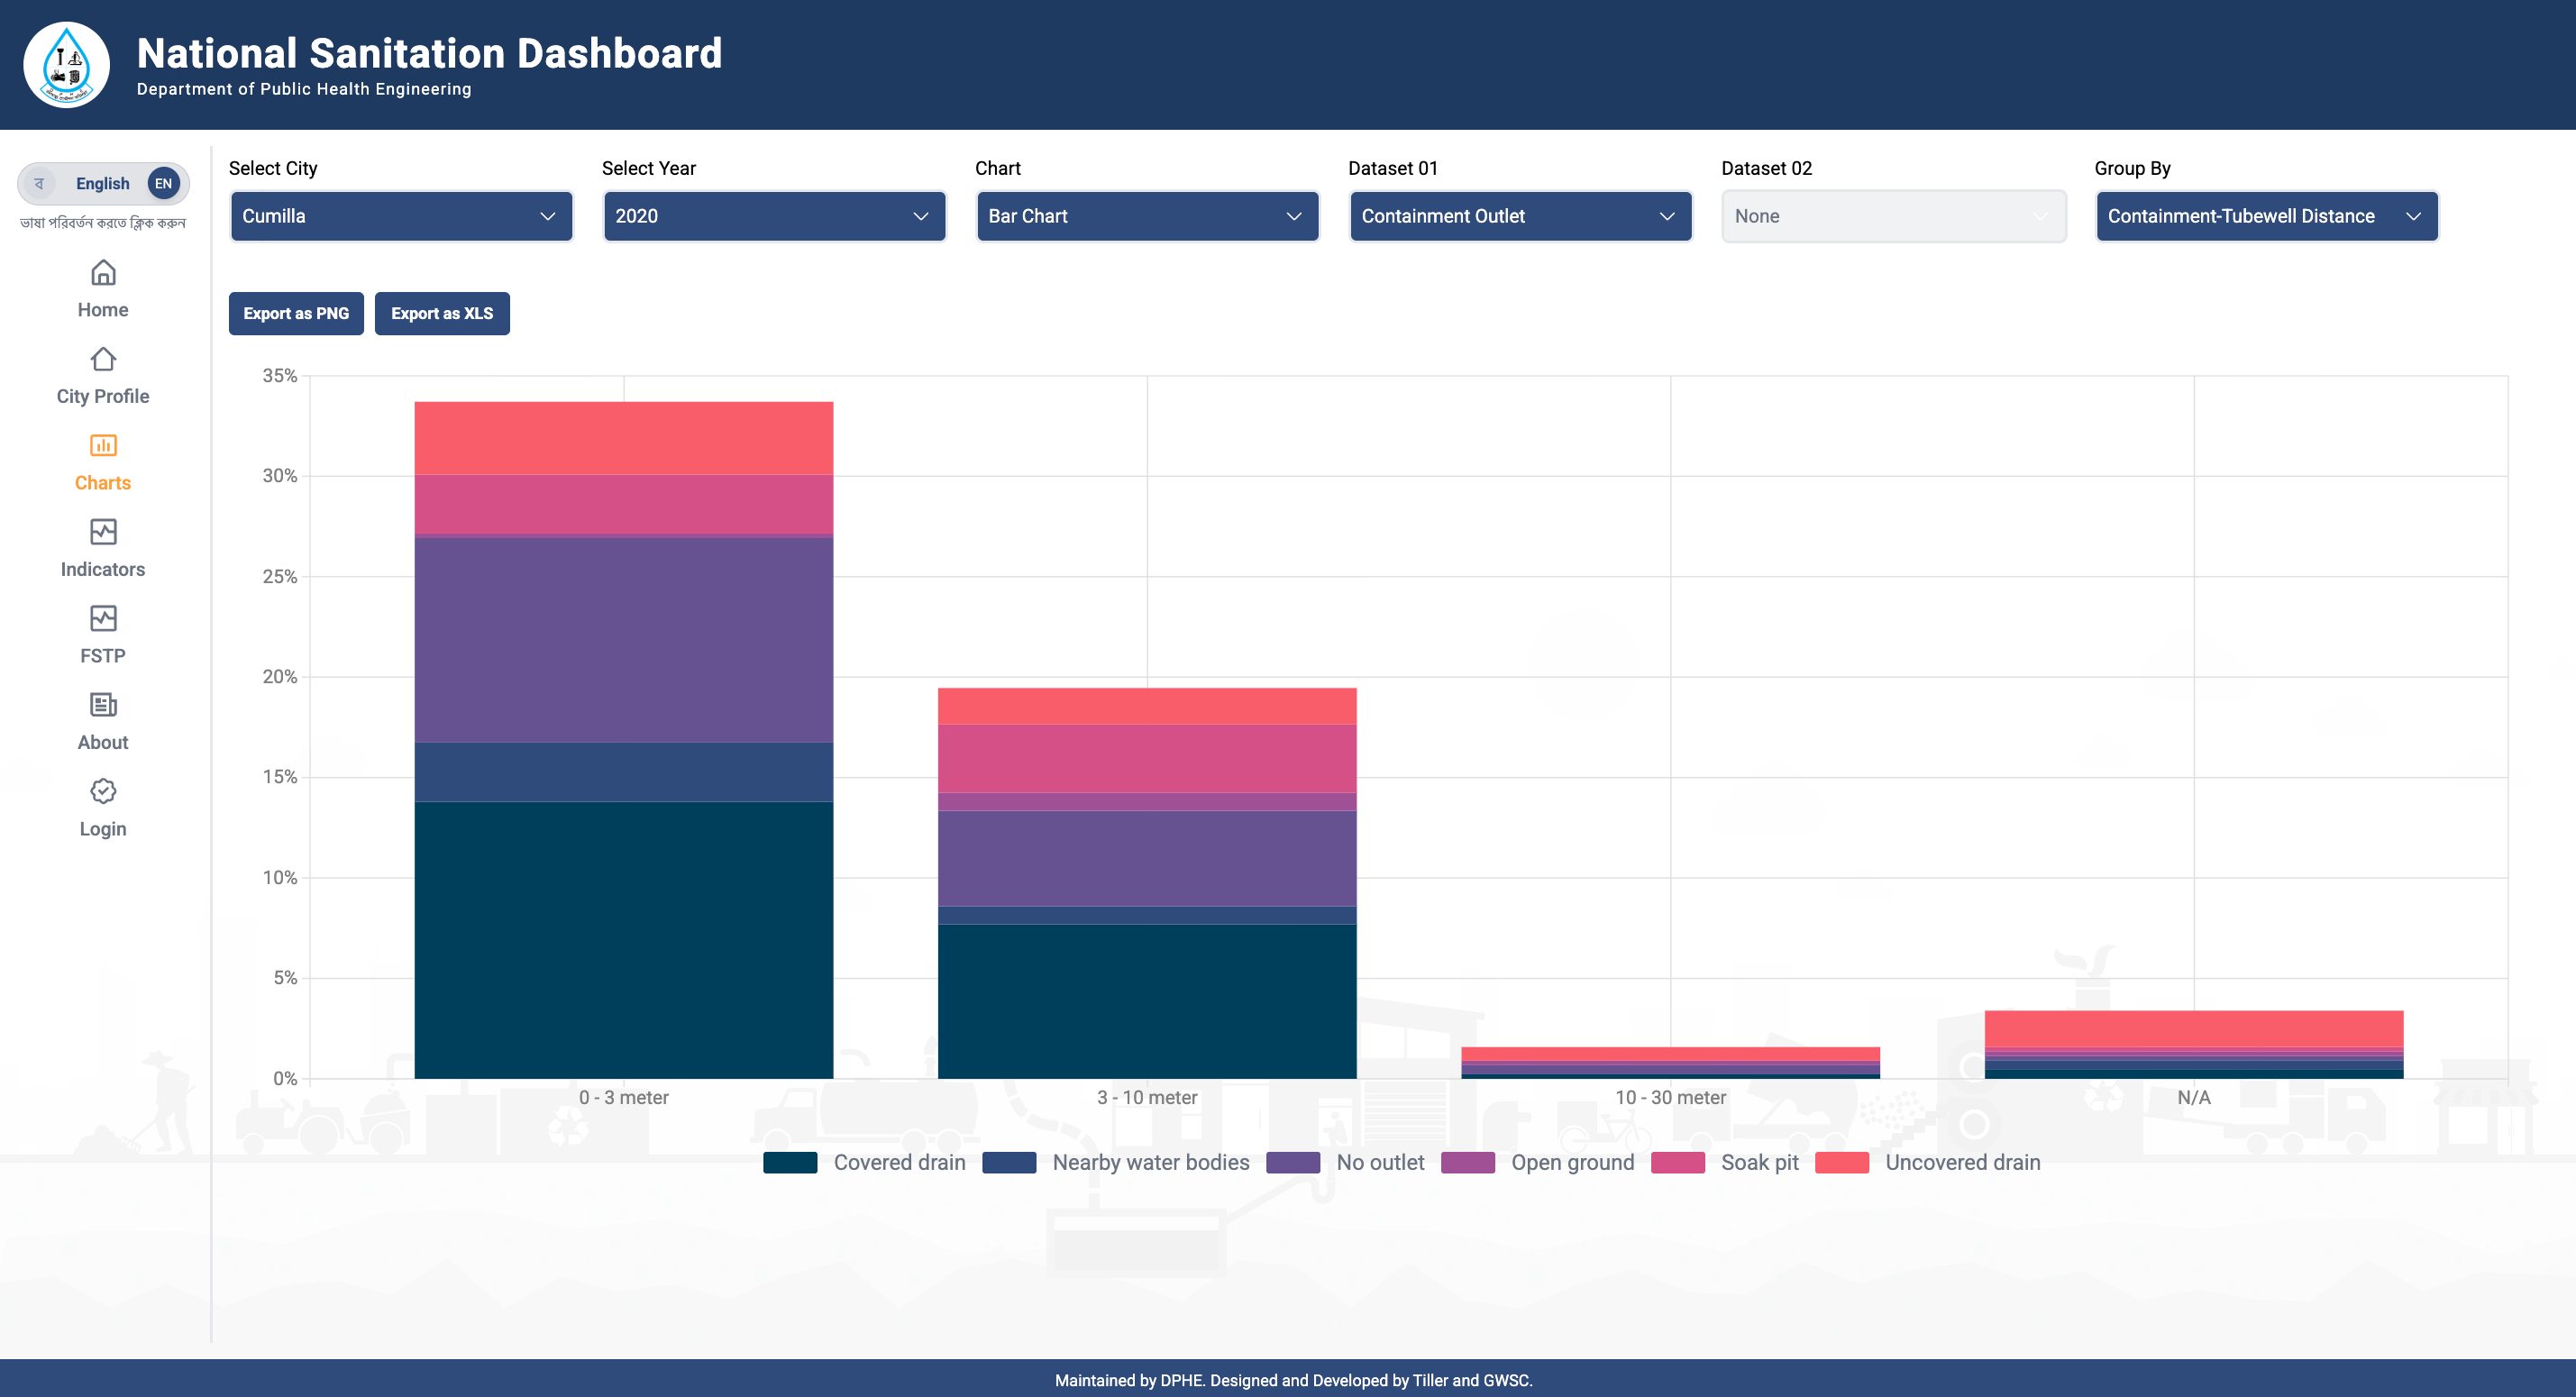 National Sanitation Dashboard
Department of Public Health Engineering
ব English EN
ভাষা পরিবর্তন করতে ক্লিক করুন
Home
City Profile
Charts
Indicators
FSTP
About
Login
Select City
Cumilla
Select Year
2020
Chart
Bar Chart
Dataset 01
Containment Outlet
Dataset 02
None
Group By
Containment-Tubewell Distance
Export as PNG
Export as XLS
35%
30%
25%
20%
15%
10%
5%
0%
0 - 3 meter
3 - 10 meter
10 - 30 meter
N/A
Covered drain
Nearby water bodies
No outlet
Open ground
Soak pit
Uncovered drain
Maintained by DPHE. Designed and Developed by Tiller and GWSC.